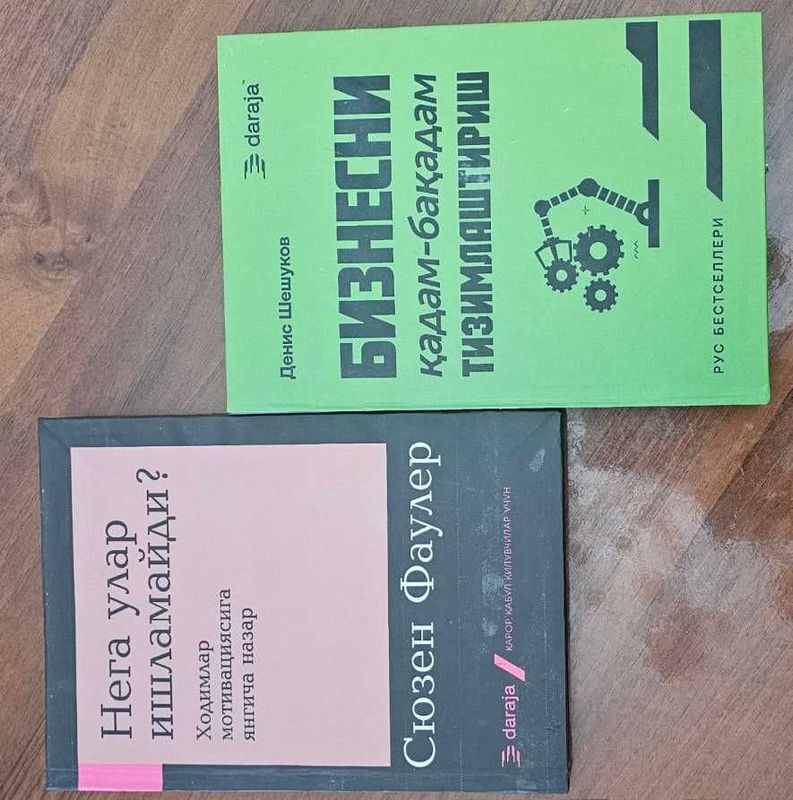 daraja
Денис Шешуков
БИЗНЕСНИ
қадам-бақадам
ТИЗИМЛАШТИРИШ
РУС БЕСТСЕЛЛЕРИ
Нега улар
ишламайди?
Ходимлар
мотивациясига
янгича назар
Сюзен Фаулер
daraja
ҚАРОР ҚАБУЛ ҚИЛУВЧИЛАР УЧУН